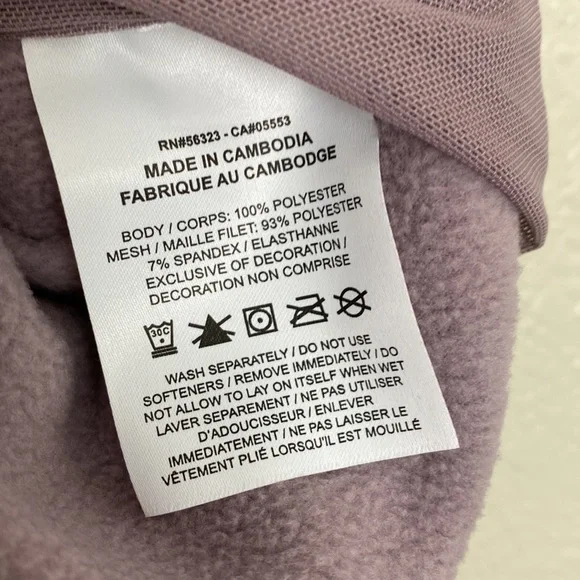 RN#56323 - CA#05553
MADE IN CAMBODIA
FABRIQUE AU CAMBODGE
BODY / CORPS: 100% POLYESTER
MESH / MAILLE FILET: 93% POLYESTER
7% SPANDEX / ELASTHANNE
EXCLUSIVE OF DECORATION /
DECORATION NON COMPRISE
30C
WASH SEPARATELY / DO NOT USE
SOFTENERS / REMOVE IMMEDIATELY / DO
NOT ALLOW TO LAY ON ITSELF WHEN WET
LAVER SEPAREMENT / NE PAS UTILISER
D'ADOUCISSEUR / ENLEVER
IMMEDIATEMENT / NE PAS LAISSER LE
VÊTEMENT PLIÉ LORSQU'IL EST MOUILLÉ